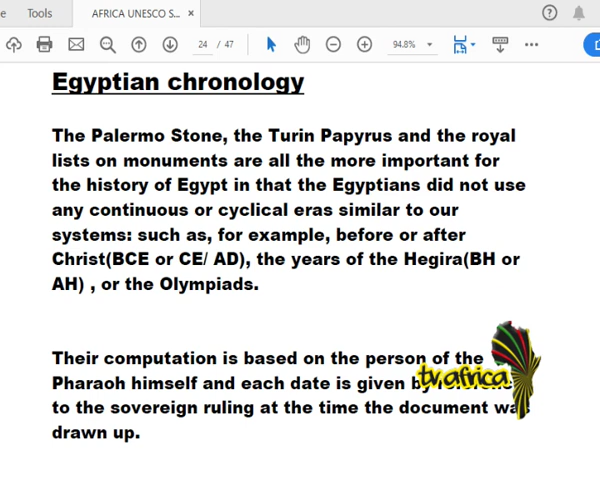 e Tools AFRICA UNESCO S... ×
24 / 47 94.8%
Egyptian chronology
The Palermo Stone, the Turin Papyrus and the royal
lists on monuments are all the more important for
the history of Egypt in that the Egyptians did not use
any continuous or cyclical eras similar to our
systems: such as, for example, before or after
Christ(BCE or CE/ AD), the years of the Hegira(BH or
AH) , or the Olympiads.
Their computation is based on the person of the
Pharaoh himself and each date is given by
tvafrica
to the sovereign ruling at the time the document was
drawn up.